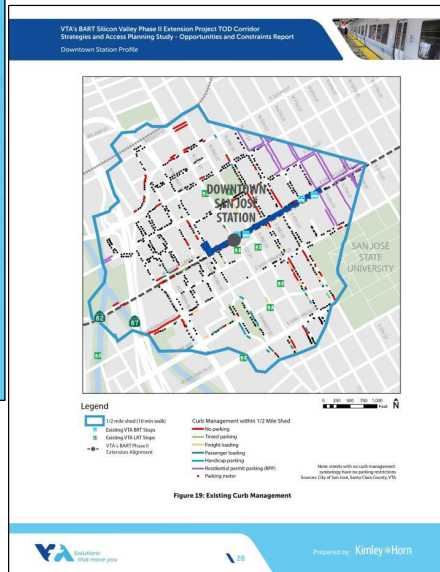 VTA's BART Silicon Valley Phase II Extension Project TOD Corridor
Strategies and Access Planning Study - Opportunities and Constraints Report
Downtown Station Profile
DOWNTOWN
SAN JOSE
STATION
SAN JOSÉ
STATE
UNIVERSITY
82
87
Legend
1/2 mile shed (10 min walk)
Existing VTA BRT Stops
Existing VTA LRT Stops
VTA's BART Phase II
Extension Alignment
Curb Management within 1/2 Mile Shed
No parking
Timed parking
Freight loading
Passenger loading
Handicap parking
Residential permit parking (RPP)
Parking meter
0 250 500 750 1,000
Feet
N
Note: streets with no curb management
symbology have no parking restrictions
Sources: City of San José, Santa Clara County, VTA
Figure 19: Existing Curb Management
VTA
Solutions
that move you
28
Prepared by: Kimley»Horn